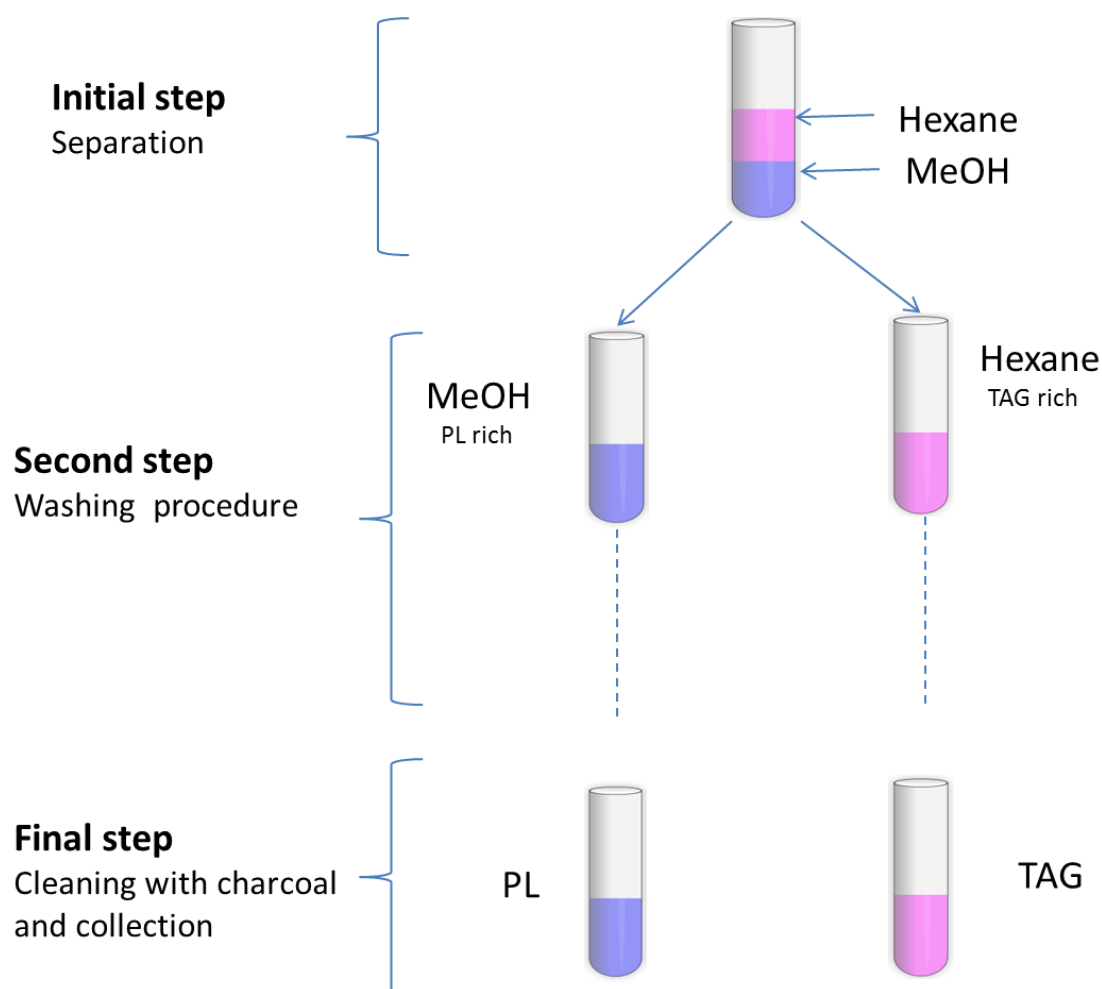 Initial step
Separation
Hexane
MeOH
MeOH
PL rich
Hexane
TAG rich
Second step
Washing procedure
Final step
Cleaning with charcoal
and collection
PL
TAG